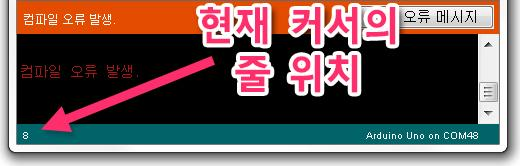 컴파일 오류 발생.
오류 메시지
현재 커서의
줄 위치
컴파일 오류 발생.
8
Arduino Uno on COM48